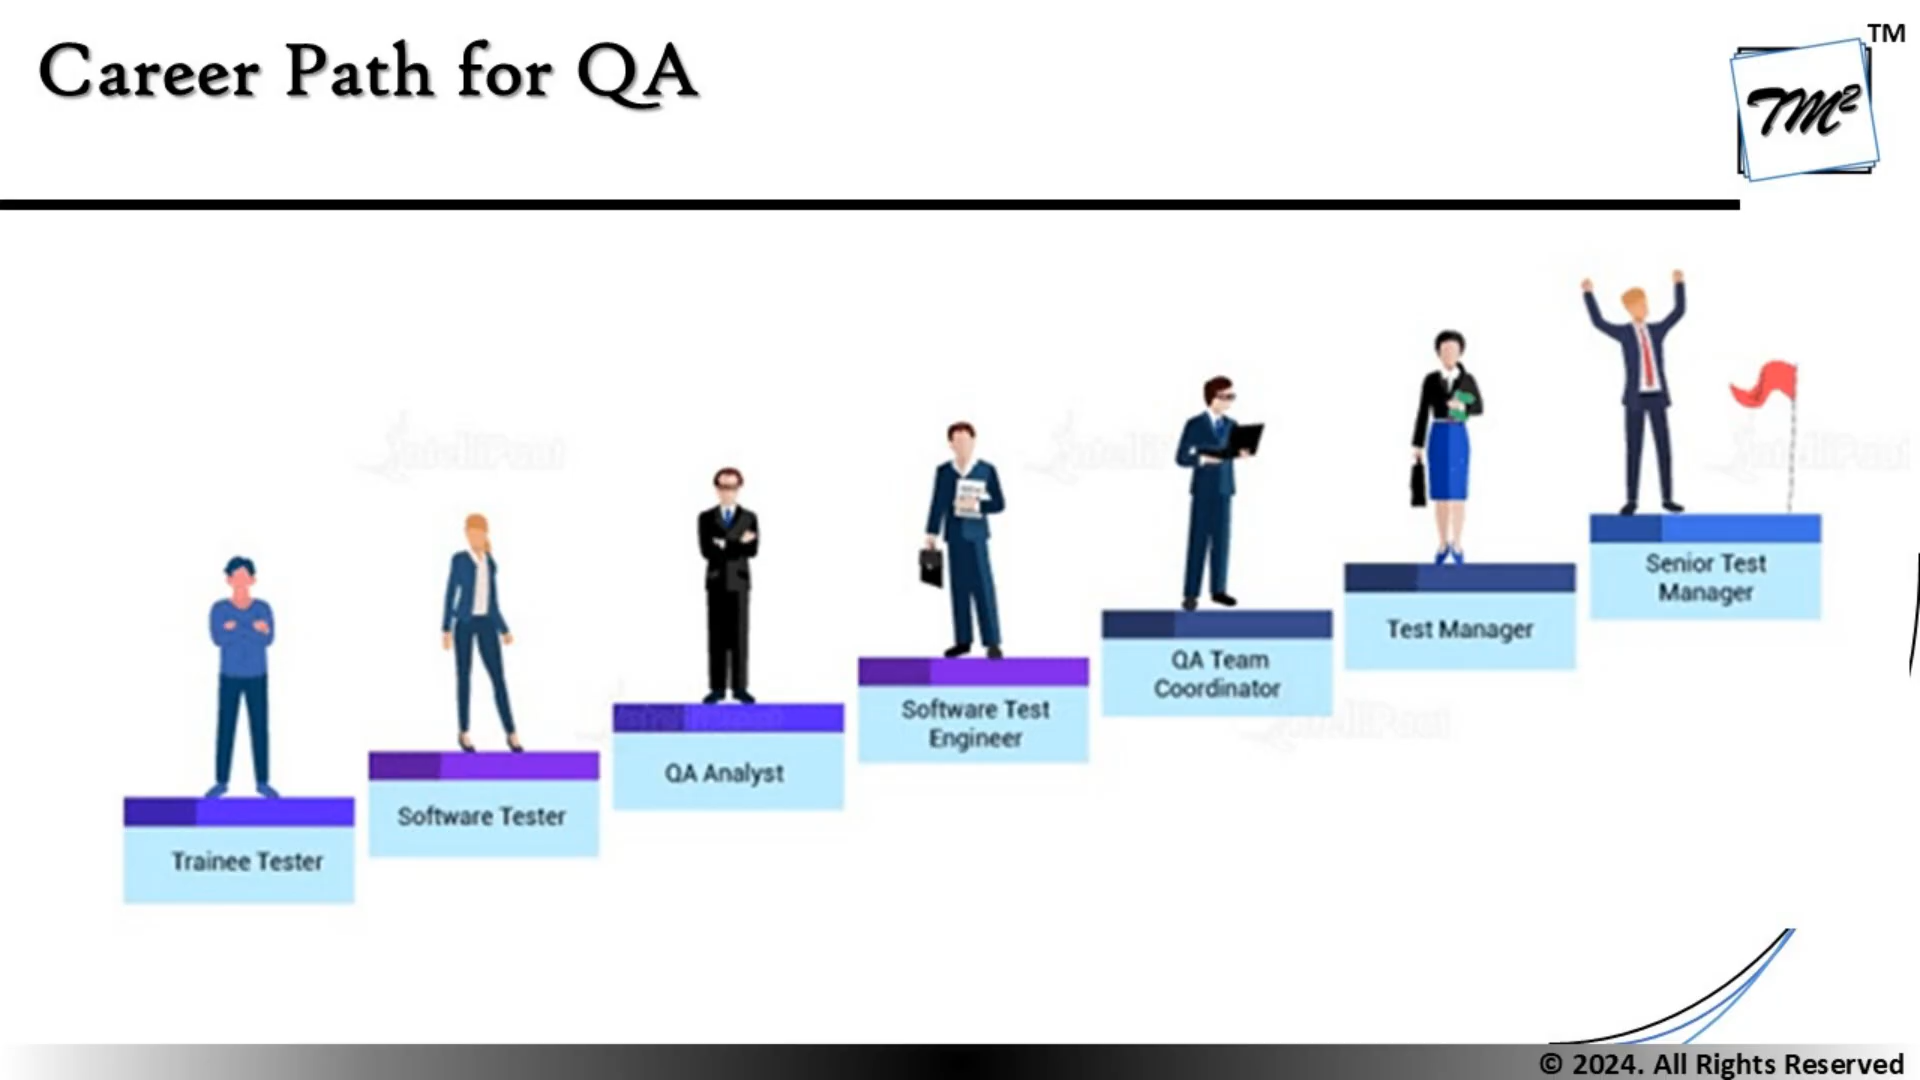 Career Path for QA
TM
TM²
Senior Test
Manager
Test Manager
QA Team
Coordinator
Software Test
Engineer
QA Analyst
Software Tester
Trainee Tester
© 2024. All Rights Reserved